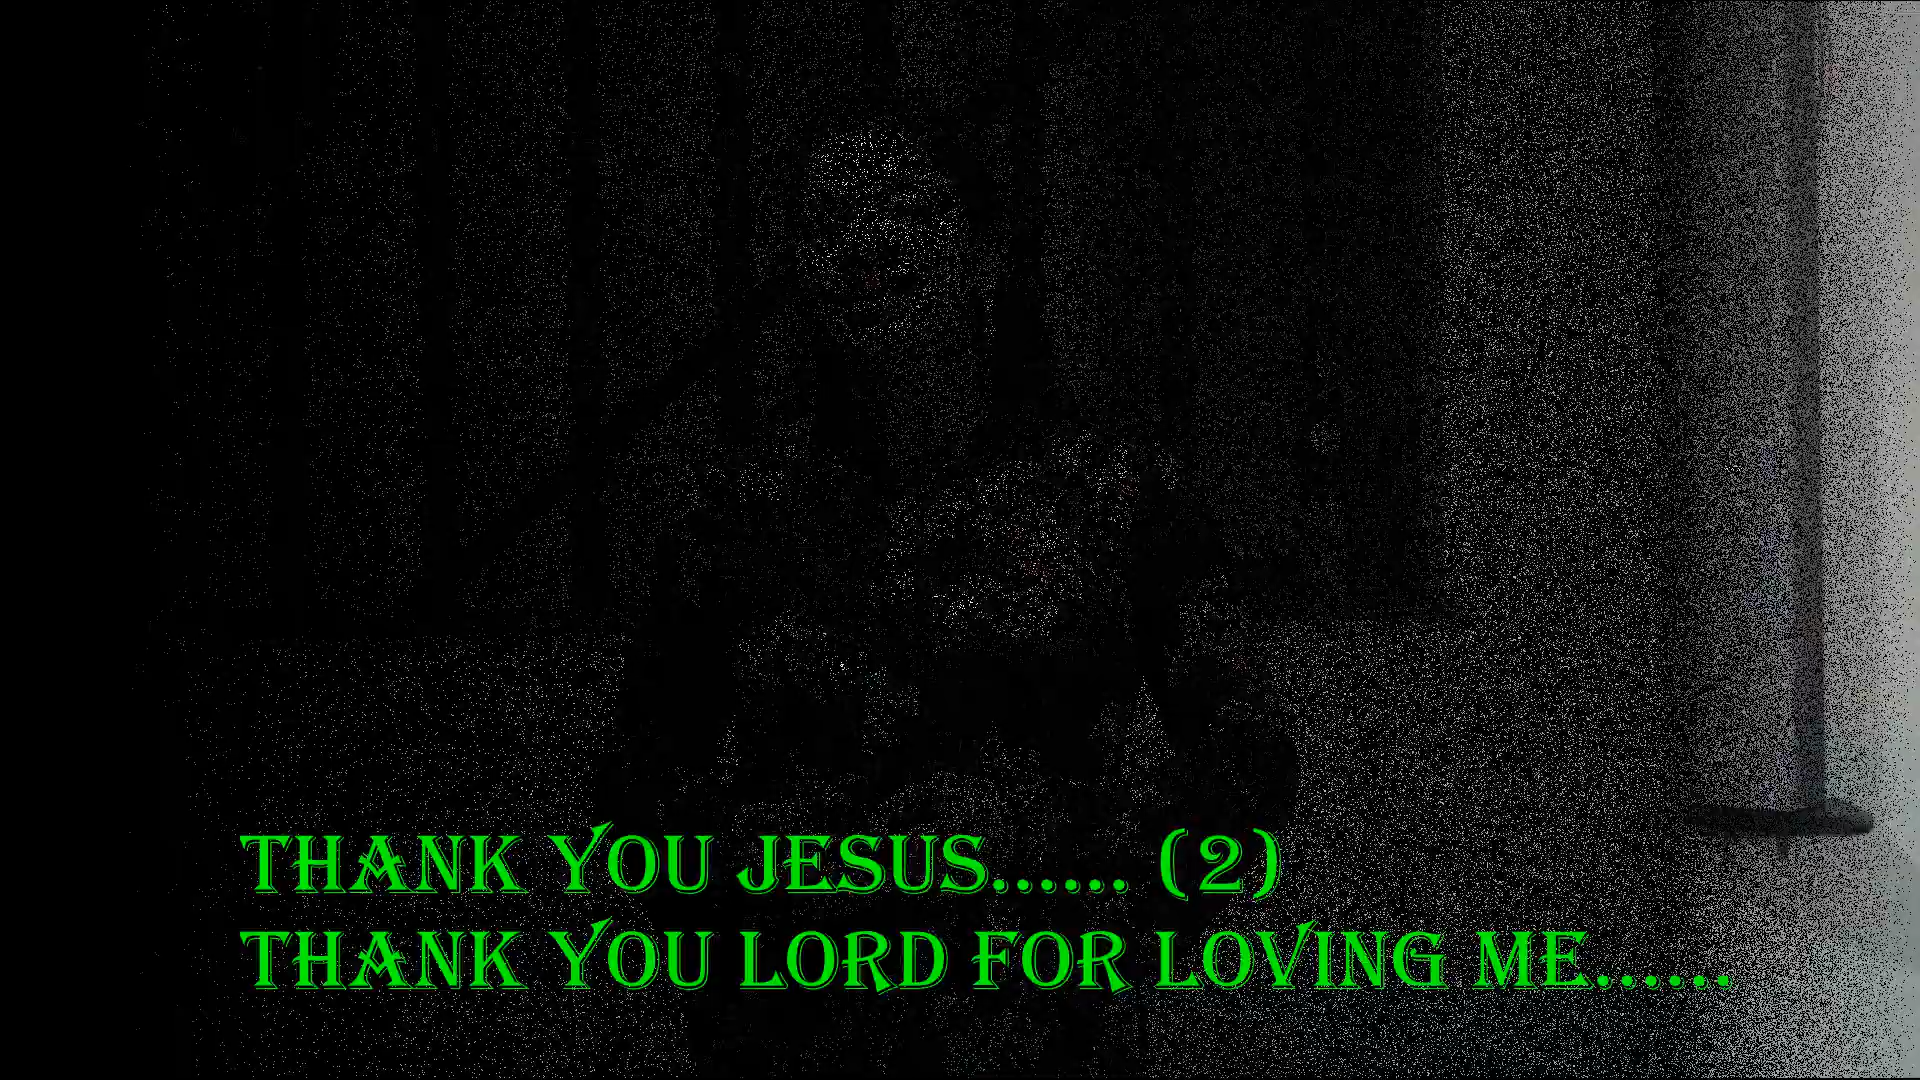 THANK YOU JESUS...... (2)
THANK YOU LORD FOR LOVING ME......